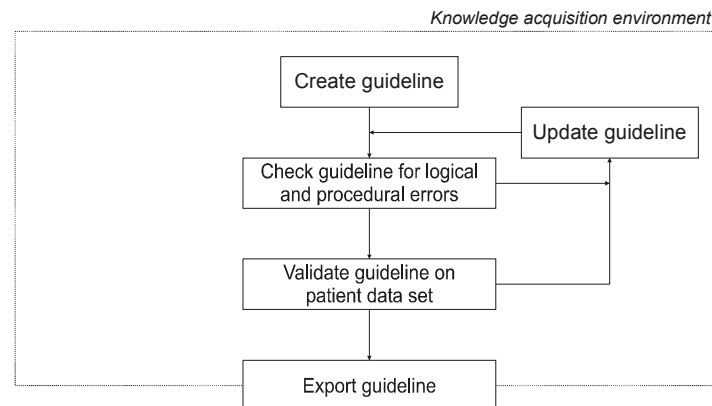 Knowledge acquisition environment
Create guideline
Update guideline
Check guideline for logical
and procedural errors
Validate guideline on
patient data set
Export guideline